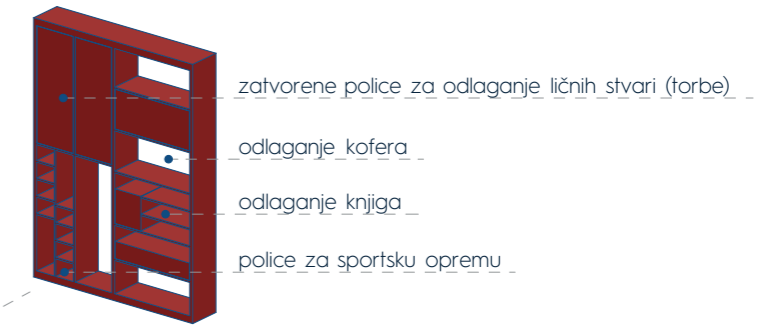 zatvorene police za odlaganje ličnih stvari (torbe)
odlaganje kofera
odlaganje knjiga
police za sportsku opremu